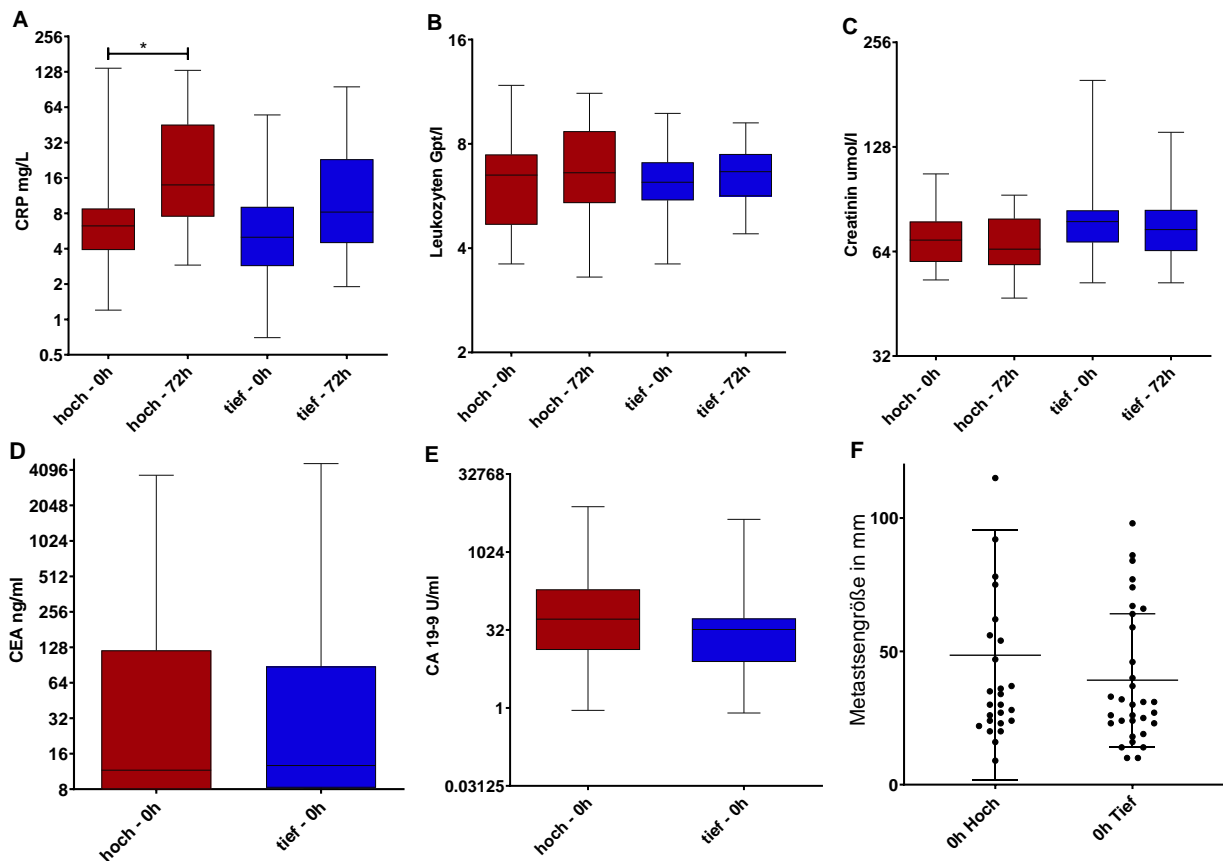 A
CRP mg/L
256
128
64
32
16
8
4
2
1
0.5
*
hoch - 0h
hoch - 72h
tief - 0h
tief - 72h
B
Leukozyten Gpt/l
16
8
4
2
hoch - 0h
hoch - 72h
tief - 0h
tief - 72h
C
Creatinin umol/l
256
128
64
32
hoch - 0h
hoch - 72h
tief - 0h
tief - 72h
D
CEA ng/ml
4096
2048
1024
512
256
128
64
32
16
8
hoch - 0h
tief - 0h
E
CA 19-9 U/ml
32768
1024
32
1
0.03125
hoch - 0h
tief - 0h
F
Metastsengröße in mm
100
50
0
0h Hoch
0h Tief